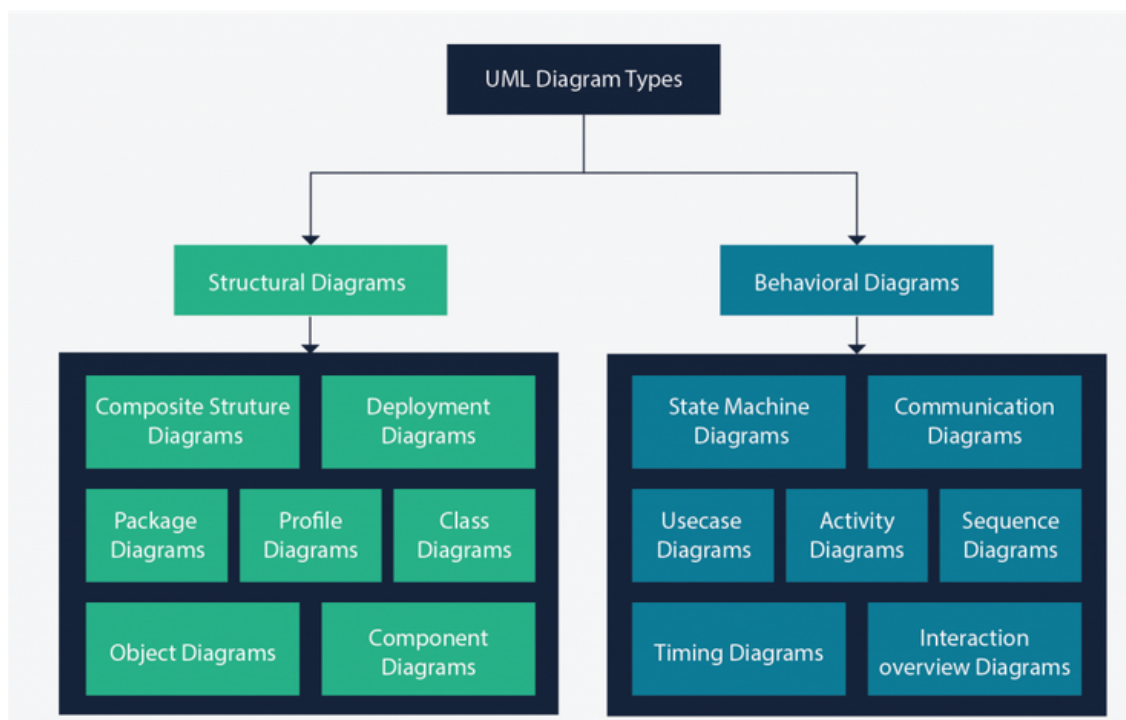 UML Diagram Types
Structural Diagrams
Behavioral Diagrams
Composite Struture
Diagrams
Deployment
Diagrams
Package
Diagrams
Profile
Diagrams
Class
Diagrams
Object Diagrams
Component
Diagrams
State Machine
Diagrams
Communication
Diagrams
Usecase
Diagrams
Activity
Diagrams
Sequence
Diagrams
Timing Diagrams
Interaction
overview Diagrams